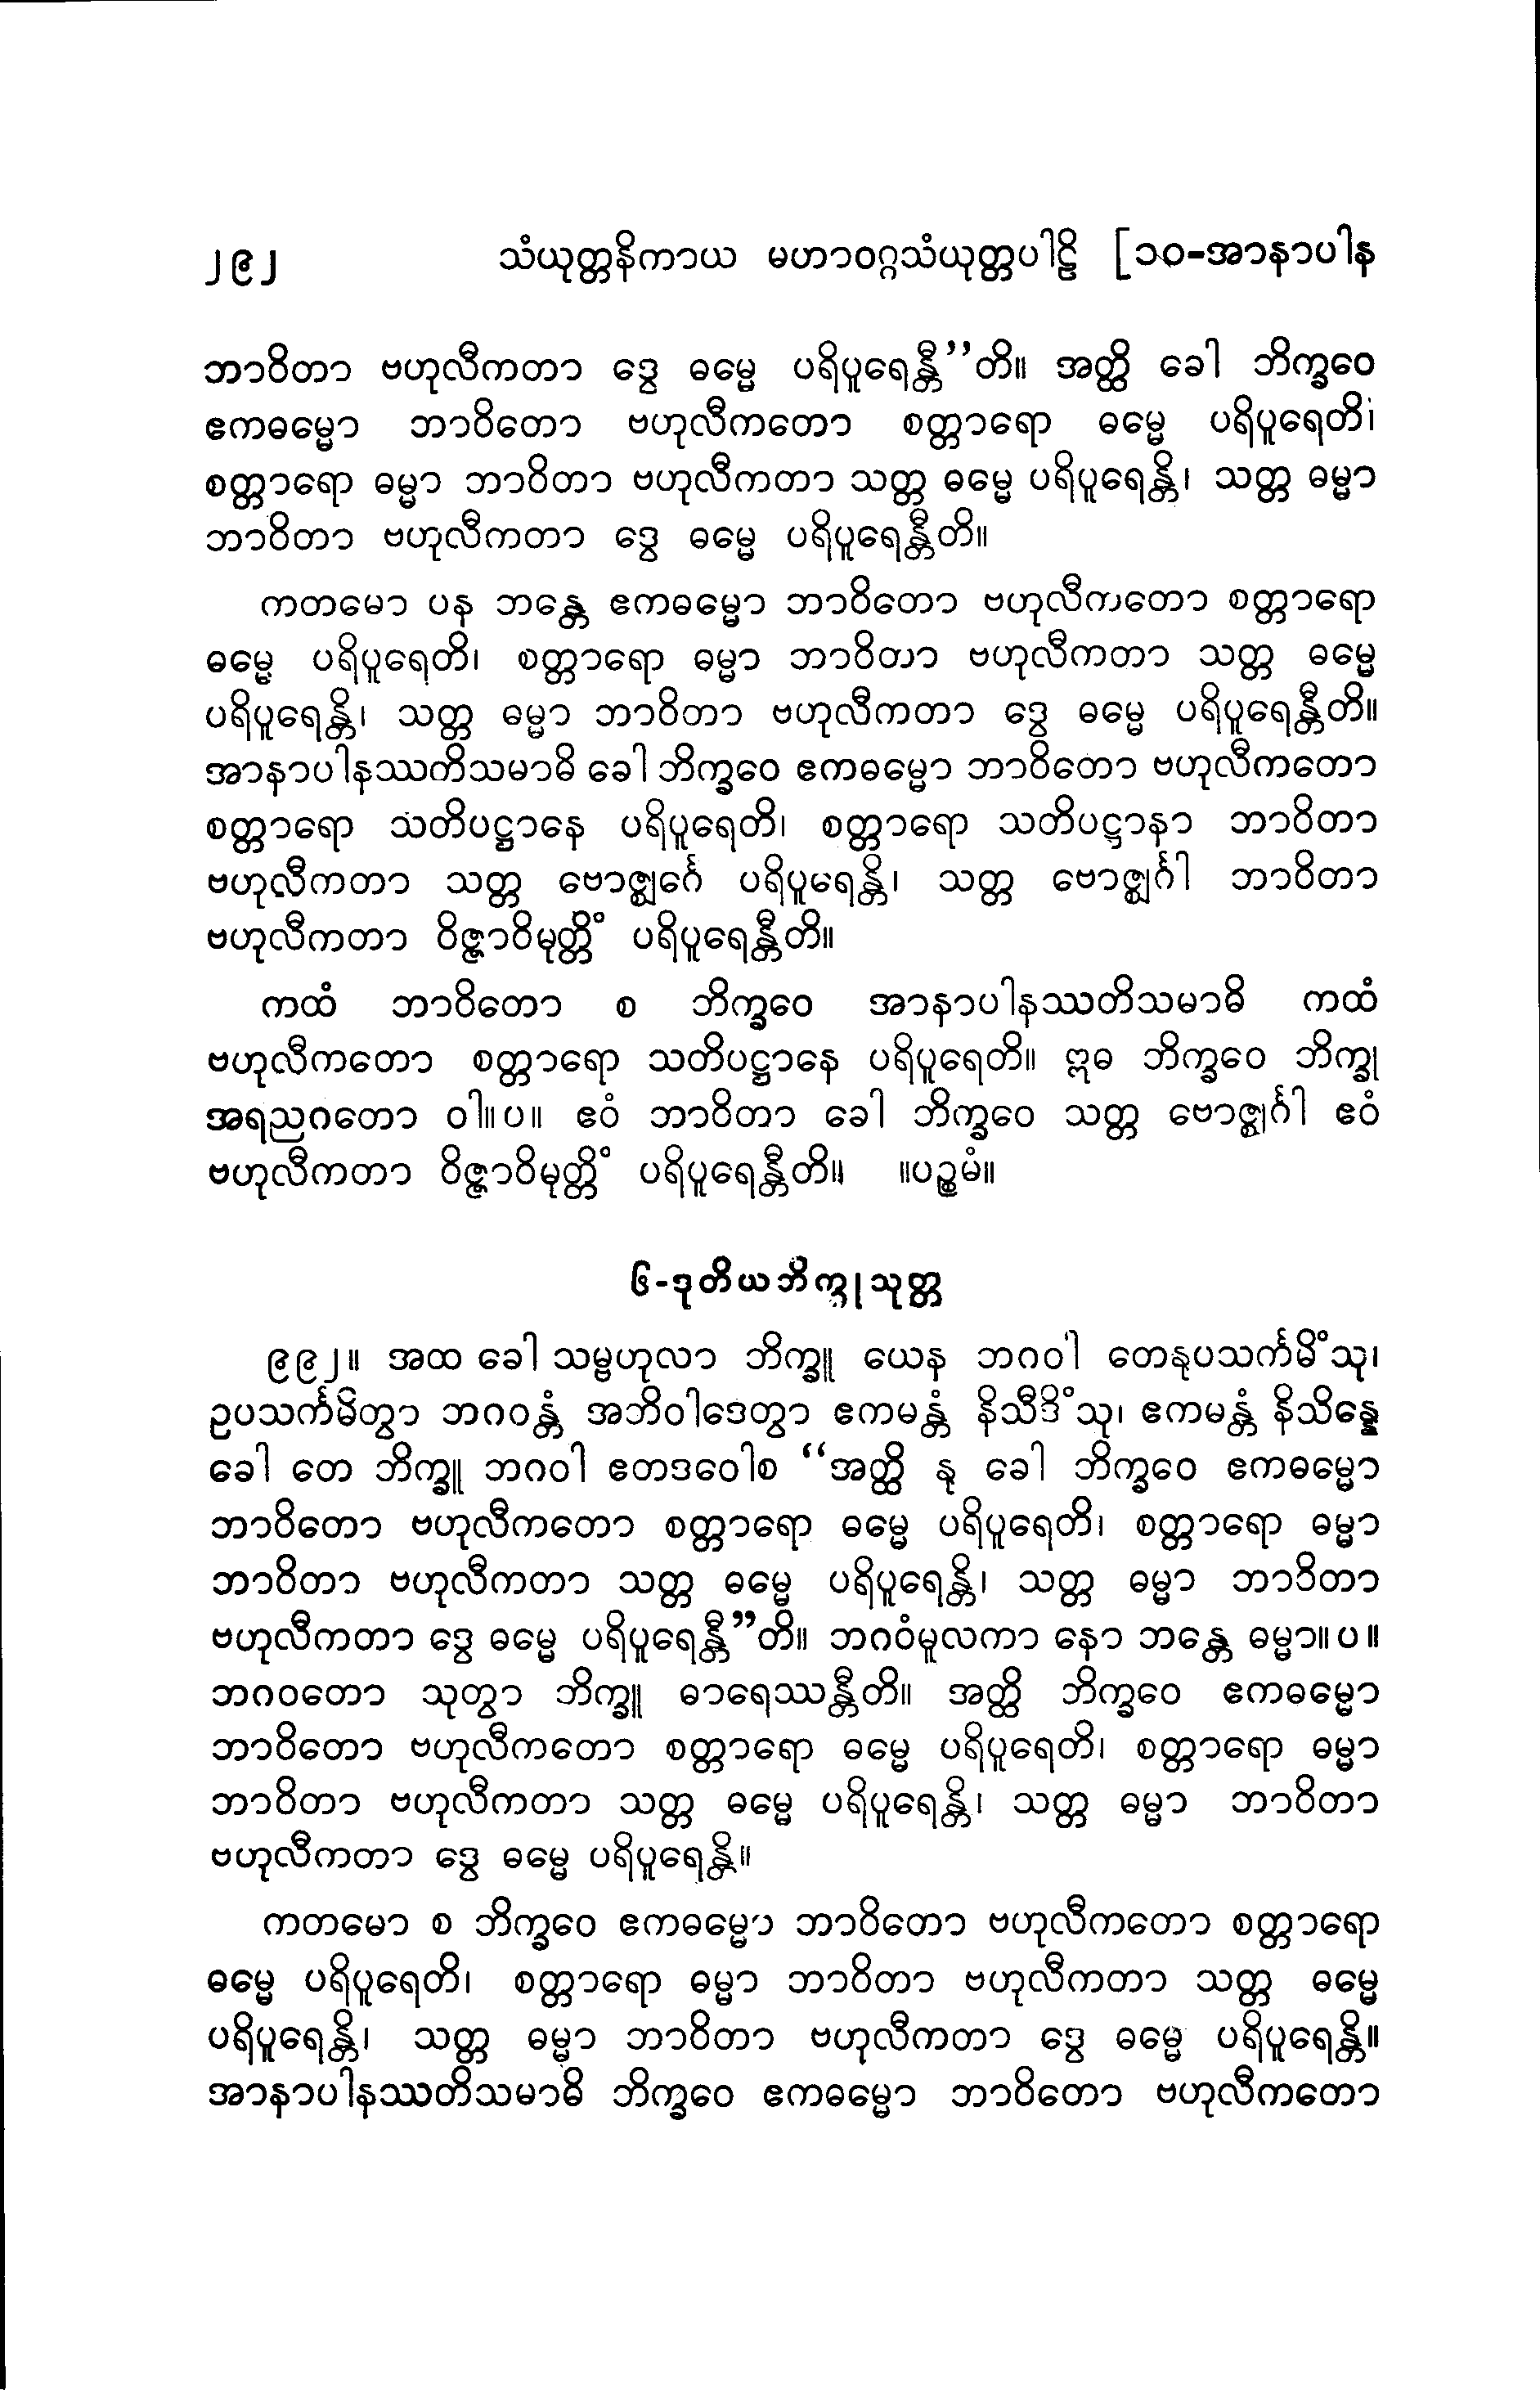 ၂၉၂ သံယုတ္တနိကာယ မဟာဝဂ္ဂသံယုတ္တပါဠိ [၁၀-အာနာပါန
ဘာဝိတာ ဗဟုလီကတာ ဒွေ ဓမ္မေ ပရိပူရေန္တီ”တိ။ အတ္ထိ ခေါ ဘိက္ခဝေ
ဧကဓမ္မော ဘာဝိတော ဗဟုလီကတော စတ္တာရော ဓမ္မေ ပရိပူရေတိ၊
စတ္တာရော ဓမ္မာ ဘာဝိတာ ဗဟုလီကတာ သတ္တ ဓမ္မေ ပရိပူရေန္တိ၊ သတ္တ ဓမ္မာ
ဘာဝိတာ ဗဟုလီကတာ ဒွေ ဓမ္မေ ပရိပူရေန္တီတိ။
ကတမော ပန ဘန္တေ ဧကဓမ္မော ဘာဝိတော ဗဟုလီကတော စတ္တာရော
ဓမ္မေ ပရိပူရေတိ၊ စတ္တာရော ဓမ္မာ ဘာဝိတာ ဗဟုလီကတာ သတ္တ ဓမ္မေ
ပရိပူရေန္တိ၊ သတ္တ ဓမ္မာ ဘာဝိတာ ဗဟုလီကတာ ဒွေ ဓမ္မေ ပရိပူရေန္တီတိ။
အာနာပါနဿတိသမာဓိ ခေါ ဘိက္ခဝေ ဧကဓမ္မော ဘာဝိတော ဗဟုလီကတော
စတ္တာရော သတိပဋ္ဌာနေ ပရိပူရေတိ၊ စတ္တာရော သတိပဋ္ဌာနာ ဘာဝိတာ
ဗဟုလီကတာ သတ္တ ဗောဇ္ဈင်္ဂေ ပရိပူရေန္တိ၊ သတ္တ ဗောဇ္ဈင်္ဂါ ဘာဝိတာ
ဗဟုလီကတာ ဝိဇ္ဇာဝိမုတ္တိံ ပရိပူရေန္တီတိ။
ကထံ ဘာဝိတော စ ဘိက္ခဝေ အာနာပါနဿတိသမာဓိ ကထံ
ဗဟုလီကတော စတ္တာရော သတိပဋ္ဌာနေ ပရိပူရေတိ။ ဣဓ ဘိက္ခဝေ ဘိက္ခု
အရညဂတော ဝါ။ပ။ ဧဝံ ဘာဝိတာ ခေါ ဘိက္ခဝေ သတ္တ ဗောဇ္ဈင်္ဂါ ဧဝံ
ဗဟုလီကတာ ဝိဇ္ဇာဝိမုတ္တိံ ပရိပူရေန္တီတိ။ ။ပဉ္စမံ။
၆-ဒုတိယဘိက္ခုသုတ္တ
၉၉၂။ အထ ခေါ သမ္ဗဟုလာ ဘိက္ခူ ယေန ဘဂဝါ တေနုပသင်္ကမိံသု၊
ဥပသင်္ကမိတွာ ဘဂဝန္တံ အဘိဝါဒေတွာ ဧကမန္တံ နိသီဒိံသု၊ ဧကမန္တံ နိသိန္နေ
ခေါ တေ ဘိက္ခူ ဘဂဝါ ဧတဒဝေါစ “အတ္ထိ နု ခေါ ဘိက္ခဝေ ဧကဓမ္မော
ဘာဝိတော ဗဟုလီကတော စတ္တာရော ဓမ္မေ ပရိပူရေတိ၊ စတ္တာရော ဓမ္မာ
ဘာဝိတာ ဗဟုလီကတာ သတ္တ ဓမ္မေ ပရိပူရေန္တိ၊ သတ္တ ဓမ္မာ ဘာဝိတာ
ဗဟုလီကတာ ဒွေ ဓမ္မေ ပရိပူရေန္တီ”တိ။ ဘဂဝံမူလကာ နော ဘန္တေ ဓမ္မာ။ပ။
ဘဂဝတော သုတွာ ဘိက္ခူ ဓာရေဿန္တီတိ။ အတ္ထိ ဘိက္ခဝေ ဧကဓမ္မော
ဘာဝိတော ဗဟုလီကတော စတ္တာရော ဓမ္မေ ပရိပူရေတိ၊ စတ္တာရော ဓမ္မာ
ဘာဝိတာ ဗဟုလီကတာ သတ္တ ဓမ္မေ ပရိပူရေန္တိ၊ သတ္တ ဓမ္မာ ဘာဝိတာ
ဗဟုလီကတာ ဒွေ ဓမ္မေ ပရိပူရေန္တိ။
ကတမော စ ဘိက္ခဝေ ဧကဓမ္မော ဘာဝိတော ဗဟုလီကတော စတ္တာရော
ဓမ္မေ ပရိပူရေတိ၊ စတ္တာရော ဓမ္မာ ဘာဝိတာ ဗဟုလီကတာ သတ္တ ဓမ္မေ
ပရိပူရေန္တိ၊ သတ္တ ဓမ္မာ ဘာဝိတာ ဗဟုလီကတာ ဒွေ ဓမ္မေ ပရိပူရေန္တိ။
အာနာပါနဿတိသမာဓိ ဘိက္ခဝေ ဧကဓမ္မော ဘာဝိတော ဗဟုလီကတော